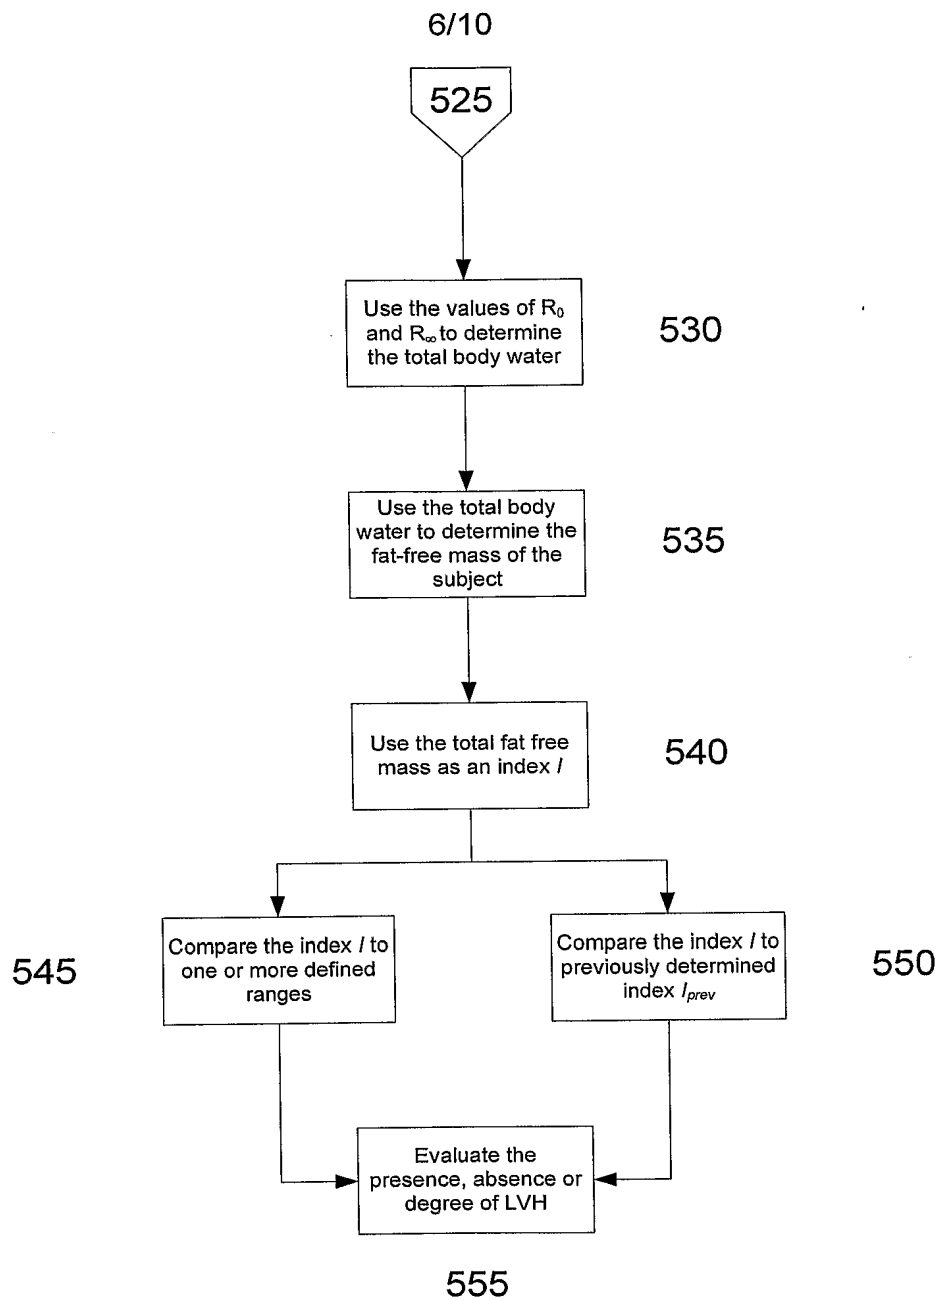 6/10
525
Use the values of R0
and R∞ to determine
the total body water
530
Use the total body
water to determine the
fat-free mass of the
subject
535
Use the total fat free
mass as an index I
540
545
Compare the index I to
one or more defined
ranges
Compare the index I to
previously determined
index Iprev
550
Evaluate the
presence, absence or
degree of LVH
555